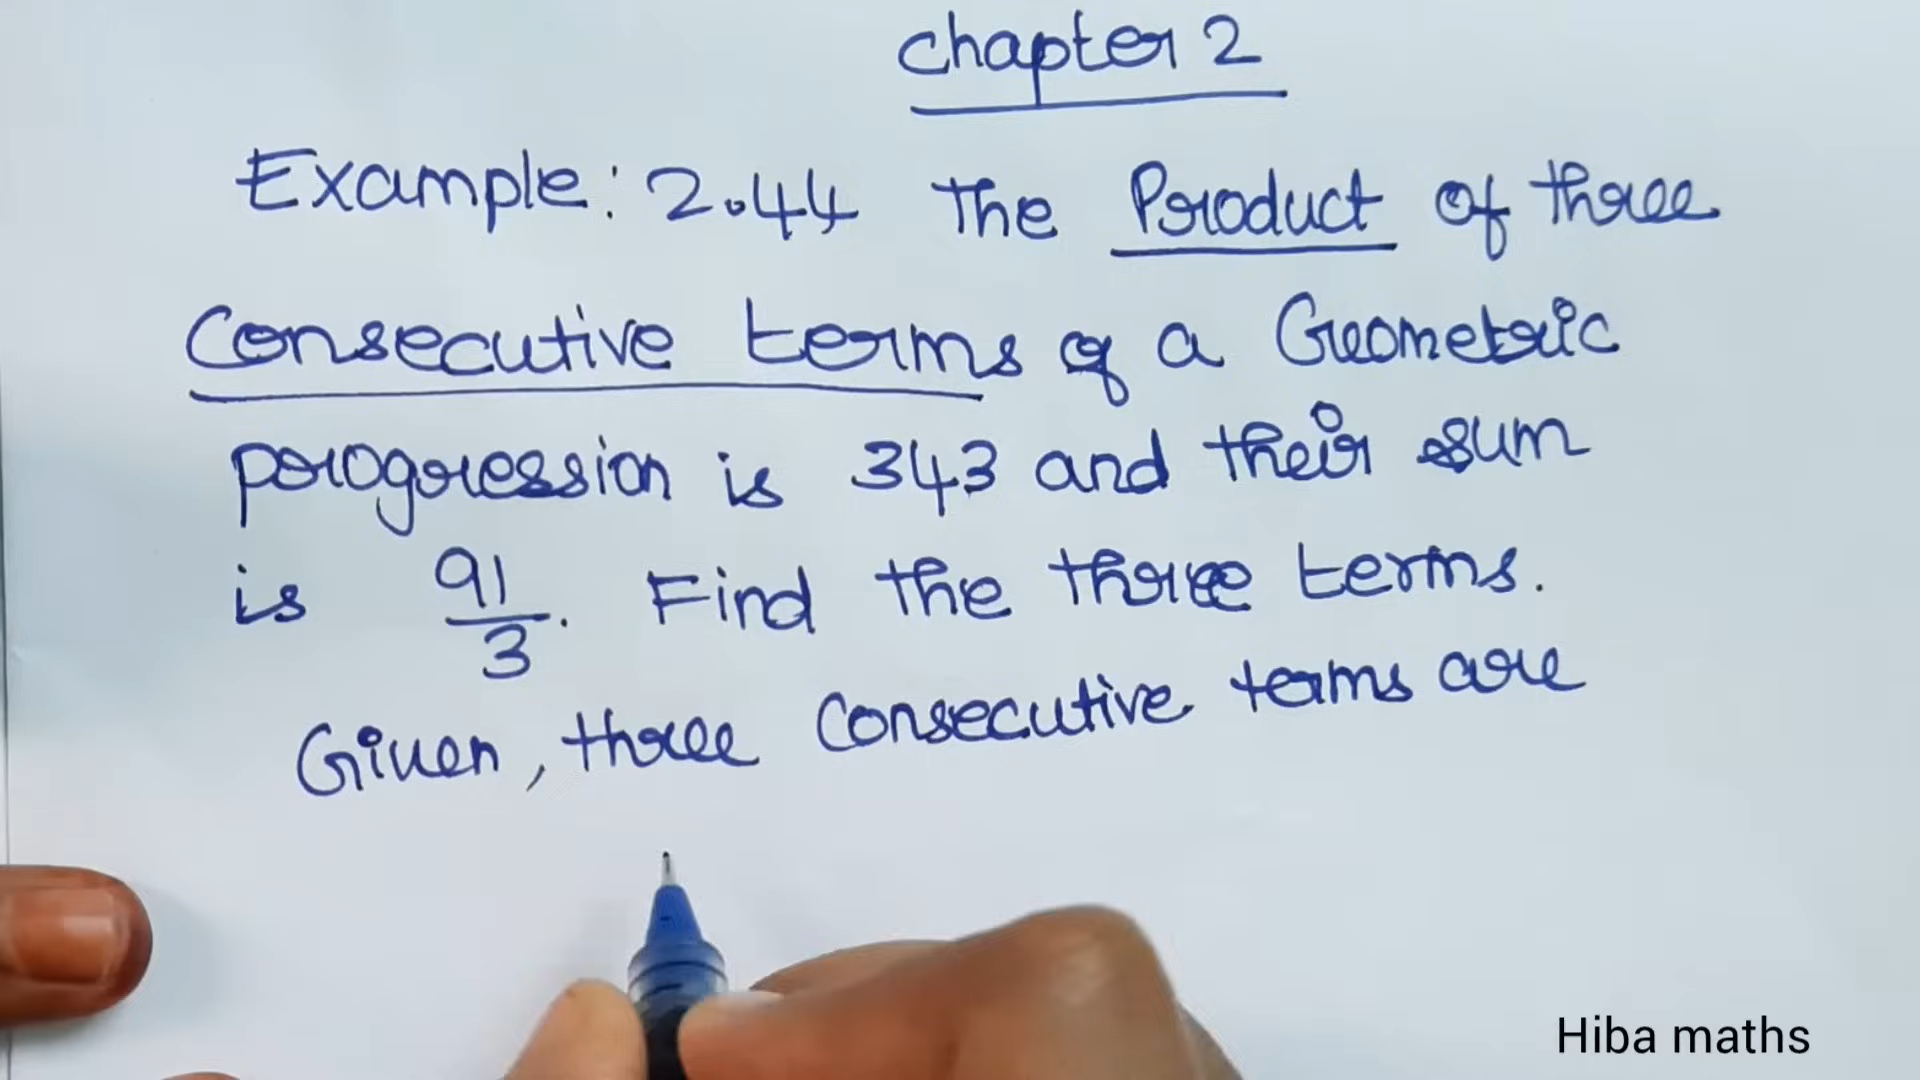 Chapter 2
Example: 2.44 The Product of three
Consecutive terms of a Geometric
progression is 343 and their sum
is 91/3. Find the three terms.
Given, three Consecutive terms are
Hiba maths